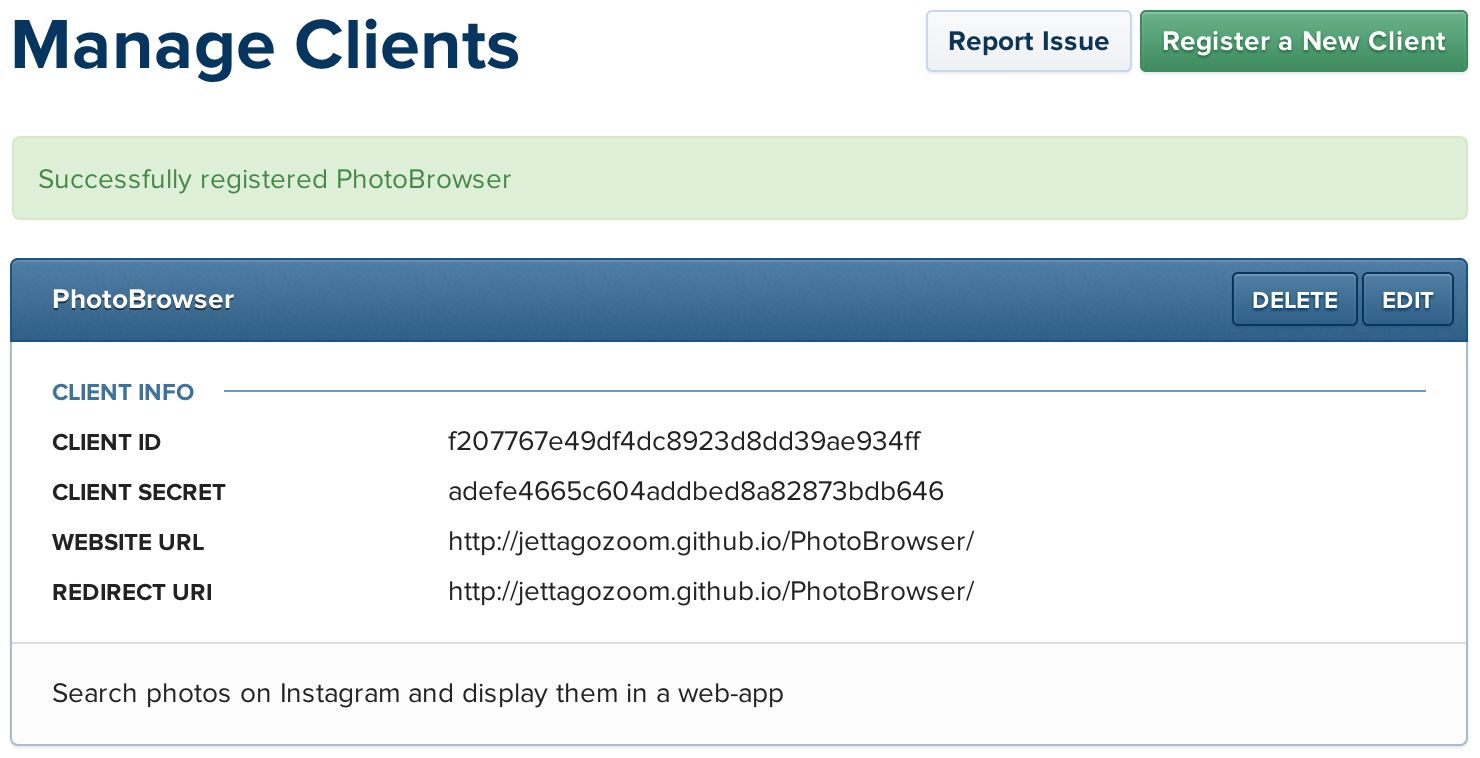 Manage Clients
Report Issue
Register a New Client
Successfully registered PhotoBrowser
PhotoBrowser
DELETE
EDIT
CLIENT INFO
CLIENT ID f207767e49df4dc8923d8dd39ae934ff
CLIENT SECRET adefe4665c604addbed8a82873bdb646
WEBSITE URL http://jettagozoom.github.io/PhotoBrowser/
REDIRECT URI http://jettagozoom.github.io/PhotoBrowser/
Search photos on Instagram and display them in a web-app